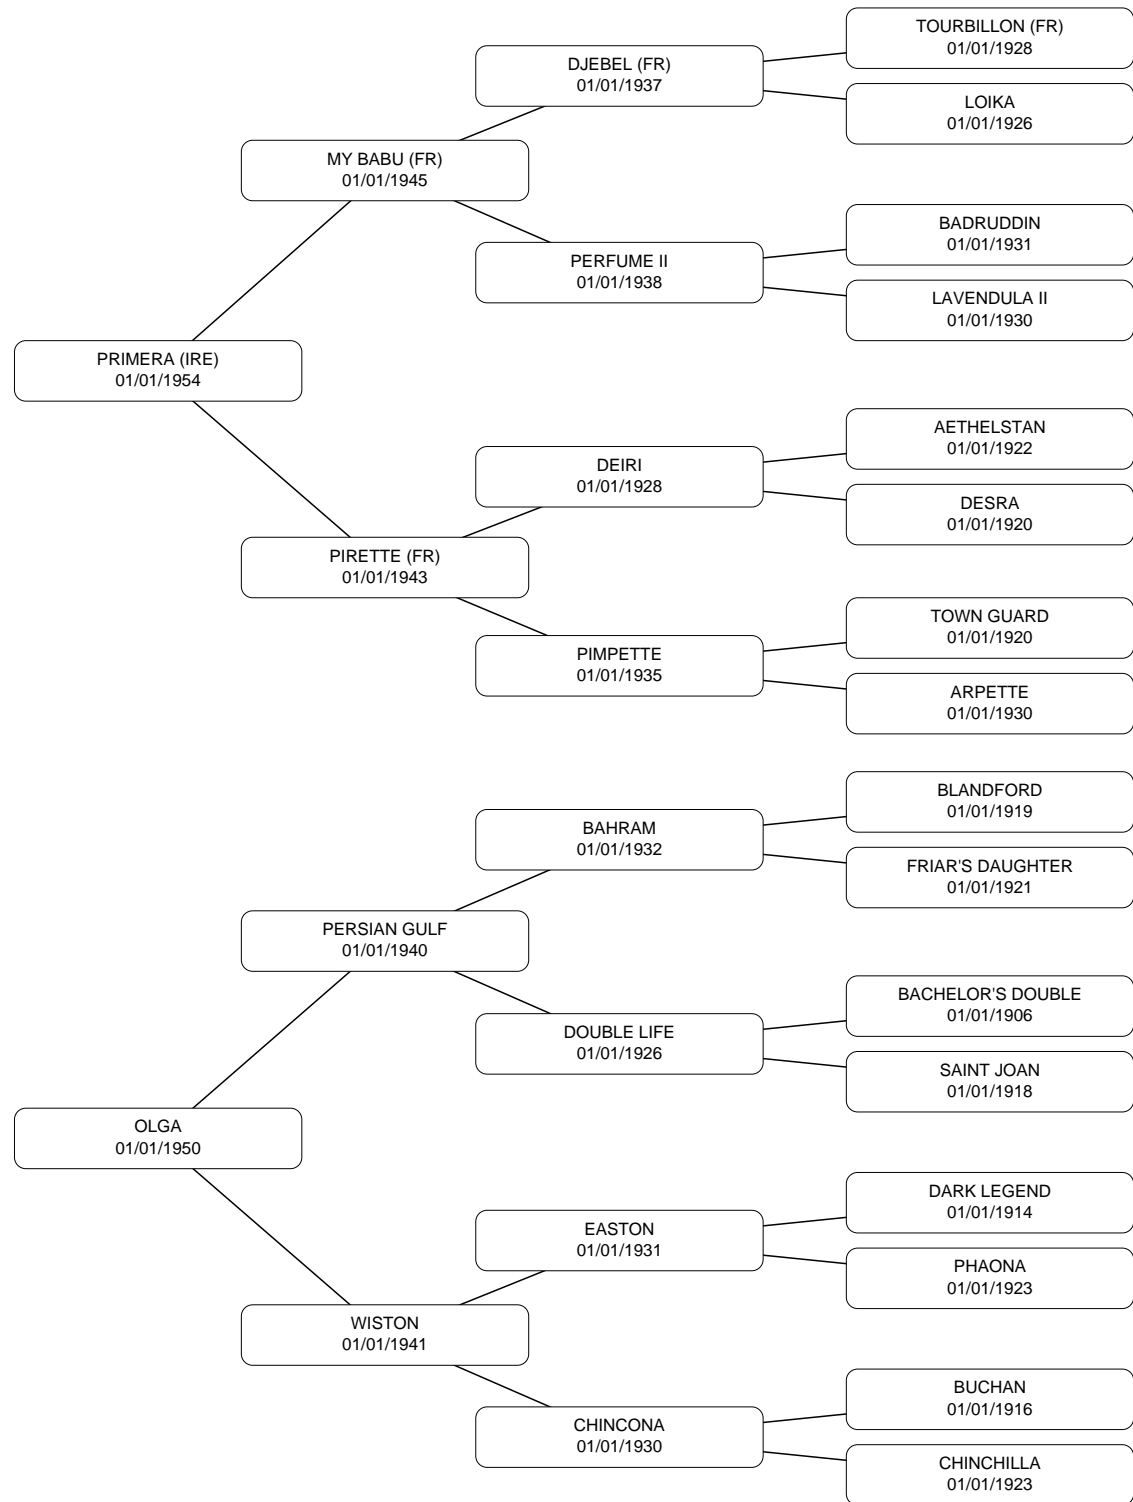 TOURBILLON (FR)
01/01/1928
DJEBEL (FR)
01/01/1937
LOIKA
01/01/1926
MY BABU (FR)
01/01/1945
BADRUDDIN
01/01/1931
PERFUME II
01/01/1938
LAVENDULA II
01/01/1930
PRIMERA (IRE)
01/01/1954
AETHELSTAN
01/01/1922
DEIRI
01/01/1928
DESRA
01/01/1920
PIRETTE (FR)
01/01/1943
TOWN GUARD
01/01/1920
PIMPETTE
01/01/1935
ARPETTE
01/01/1930
BLANDFORD
01/01/1919
BAHRAM
01/01/1932
FRIAR'S DAUGHTER
01/01/1921
PERSIAN GULF
01/01/1940
BACHELOR'S DOUBLE
01/01/1906
DOUBLE LIFE
01/01/1926
SAINT JOAN
01/01/1918
OLGA
01/01/1950
DARK LEGEND
01/01/1914
EASTON
01/01/1931
PHAONA
01/01/1923
WISTON
01/01/1941
BUCHAN
01/01/1916
CHINCONA
01/01/1930
CHINCHILLA
01/01/1923